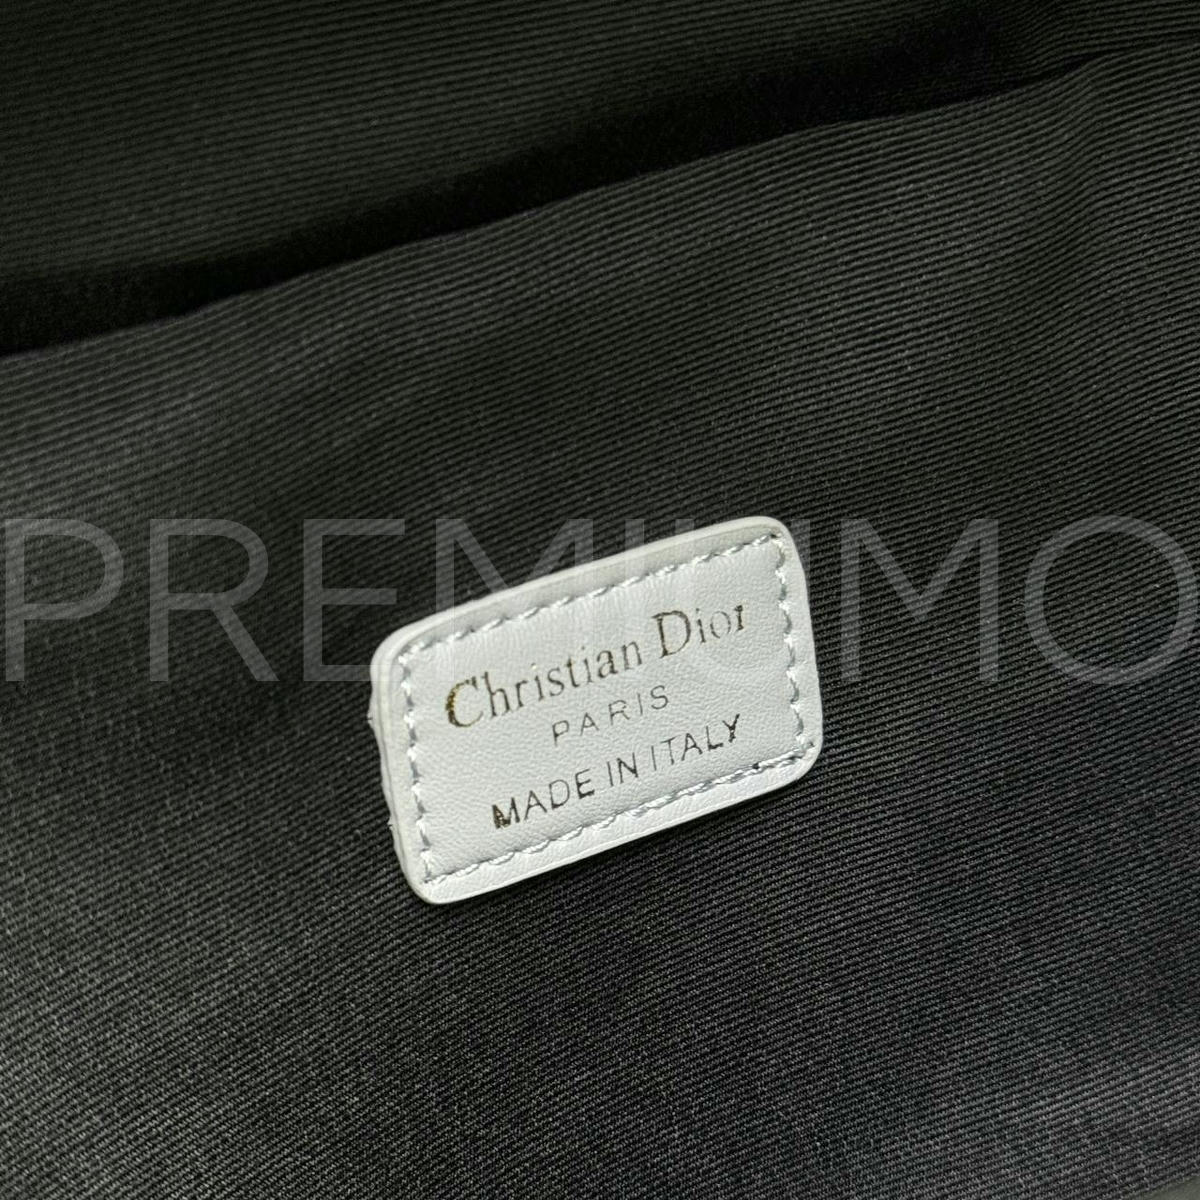 PREMIUMO
Christian Dior
PARIS
MADE IN ITALY